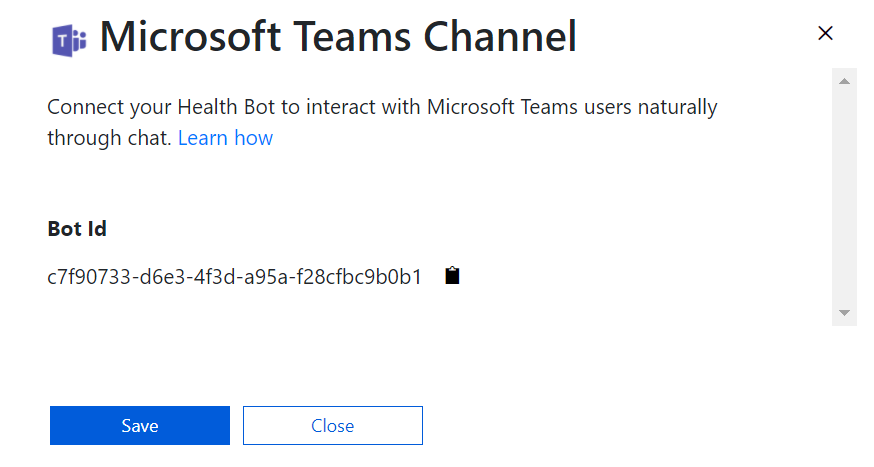 Microsoft Teams Channel
Connect your Health Bot to interact with Microsoft Teams users naturally
through chat. Learn how
Bot Id
c7f90733-d6e3-4f3d-a95a-f28cfbc9b0b1
Save
Close